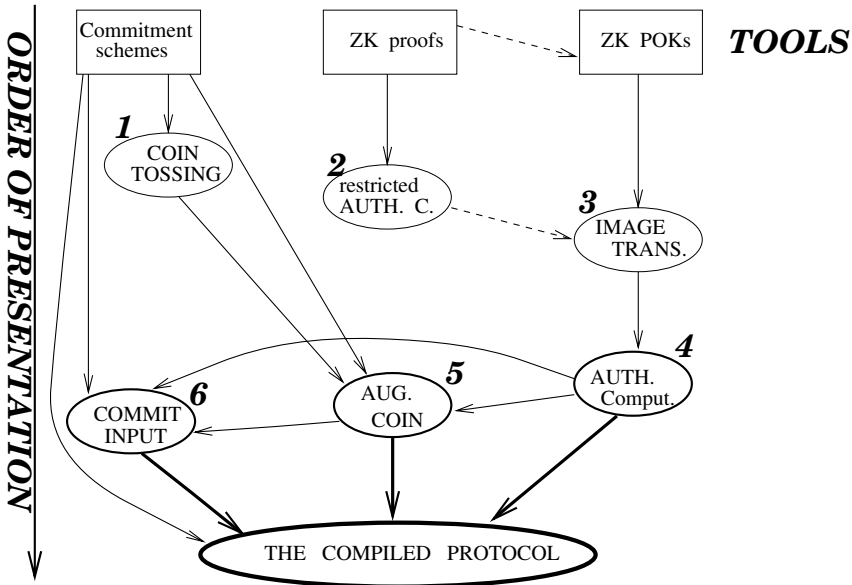 Commitment
schemes
ZK proofs
ZK POKs
TOOLS
ORDER OF PRESENTATION
1
COIN
TOSSING
2
restricted
AUTH. C.
3
IMAGE
TRANS.
4
AUTH.
Comput.
5
AUG.
COIN
6
COMMIT
INPUT
THE COMPILED PROTOCOL